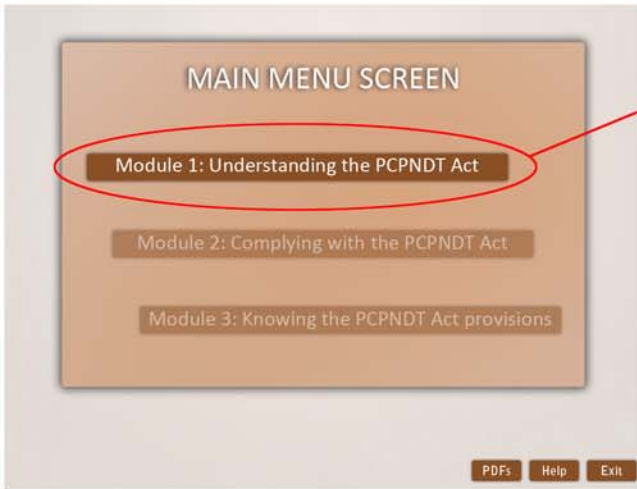 MAIN MENU SCREEN
Module 1: Understanding the PCPNDT Act
Module 2: Complying with the PCPNDT Act
Module 3: Knowing the PCPNDT Act provisions
PDFs Help Exit